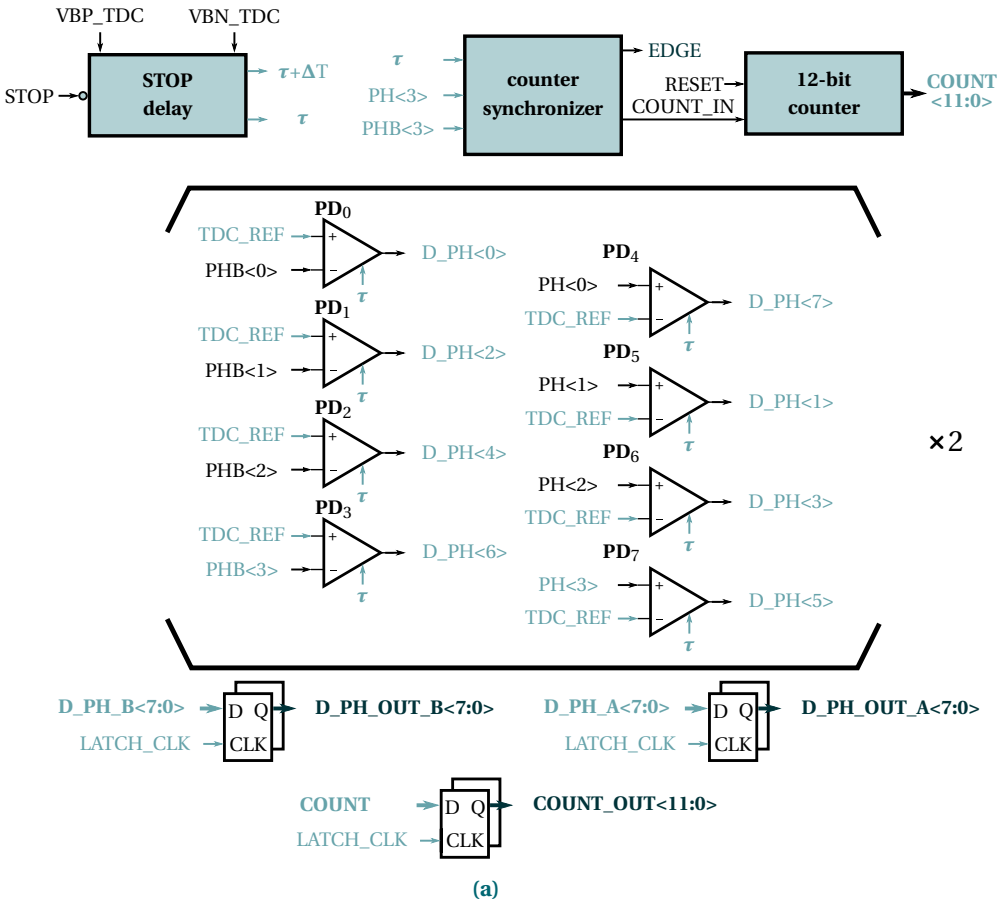 VBP_TDC VBN_TDC
STOP
STOP
delay
τ+ΔT
τ
τ
PH<3>
PHB<3>
counter
synchronizer
EDGE
RESET
COUNT_IN
12-bit
counter
COUNT
<11:0>
PD0
TDC_REF + D_PH<0>
PHB<0> −
τ
PD1
TDC_REF + D_PH<2>
PHB<1> −
τ
PD2
TDC_REF + D_PH<4>
PHB<2> −
τ
PD3
TDC_REF + D_PH<6>
PHB<3> −
τ
PD4
PH<0> + D_PH<7>
TDC_REF −
τ
PD5
PH<1> + D_PH<1>
TDC_REF −
τ
PD6
PH<2> + D_PH<3>
TDC_REF −
τ
PD7
PH<3> + D_PH<5>
TDC_REF −
τ
×2
D_PH_B<7:0> D Q D_PH_OUT_B<7:0>
LATCH_CLK CLK
D_PH_A<7:0> D Q D_PH_OUT_A<7:0>
LATCH_CLK CLK
COUNT D Q COUNT_OUT<11:0>
LATCH_CLK CLK
(a)